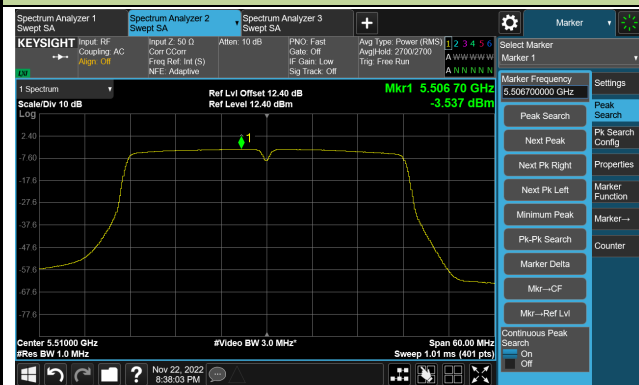 Spectrum Analyzer 1
Swept SA
Spectrum Analyzer 2
Swept SA
Spectrum Analyzer 3
Swept SA
Marker
KEYSIGHT
Input: RF
Coupling: AC
Align: Off
Input Z: 50 Ω
Corr CCorr
Freq Ref: Int (S)
NFE: Adaptive
Atten: 10 dB
PNO: Fast
Gate: Off
IF Gain: Low
Sig Track: Off
Avg Type: Power (RMS)
Avg|Hold: 2700/2700
Trig: Free Run
1 2 3 4 5 6
A W W W W W
A N N N N N
LXI
Select Marker
Marker 1
1 Spectrum
Scale/Div 10 dB
Log
Ref Lvl Offset 12.40 dB
Ref Level 12.40 dBm
Mkr1 5.506 70 GHz
-3.537 dBm
2.40
-7.60
-17.6
-27.6
-37.6
-47.6
-57.6
-67.6
-77.6
1
Center 5.51000 GHz
#Res BW 1.0 MHz
#Video BW 3.0 MHz*
Span 60.00 MHz
Sweep 1.01 ms (401 pts)
Marker Frequency
5.506700000 GHz
Peak Search
Next Peak
Next Pk Right
Next Pk Left
Minimum Peak
Pk-Pk Search
Marker Delta
Mkr→CF
Mkr→Ref Lvl
Continuous Peak
Search
On
Off
Settings
Peak
Search
Pk Search
Config
Properties
Marker
Function
Marker→
Counter
Nov 22, 2022
8:38:03 PM